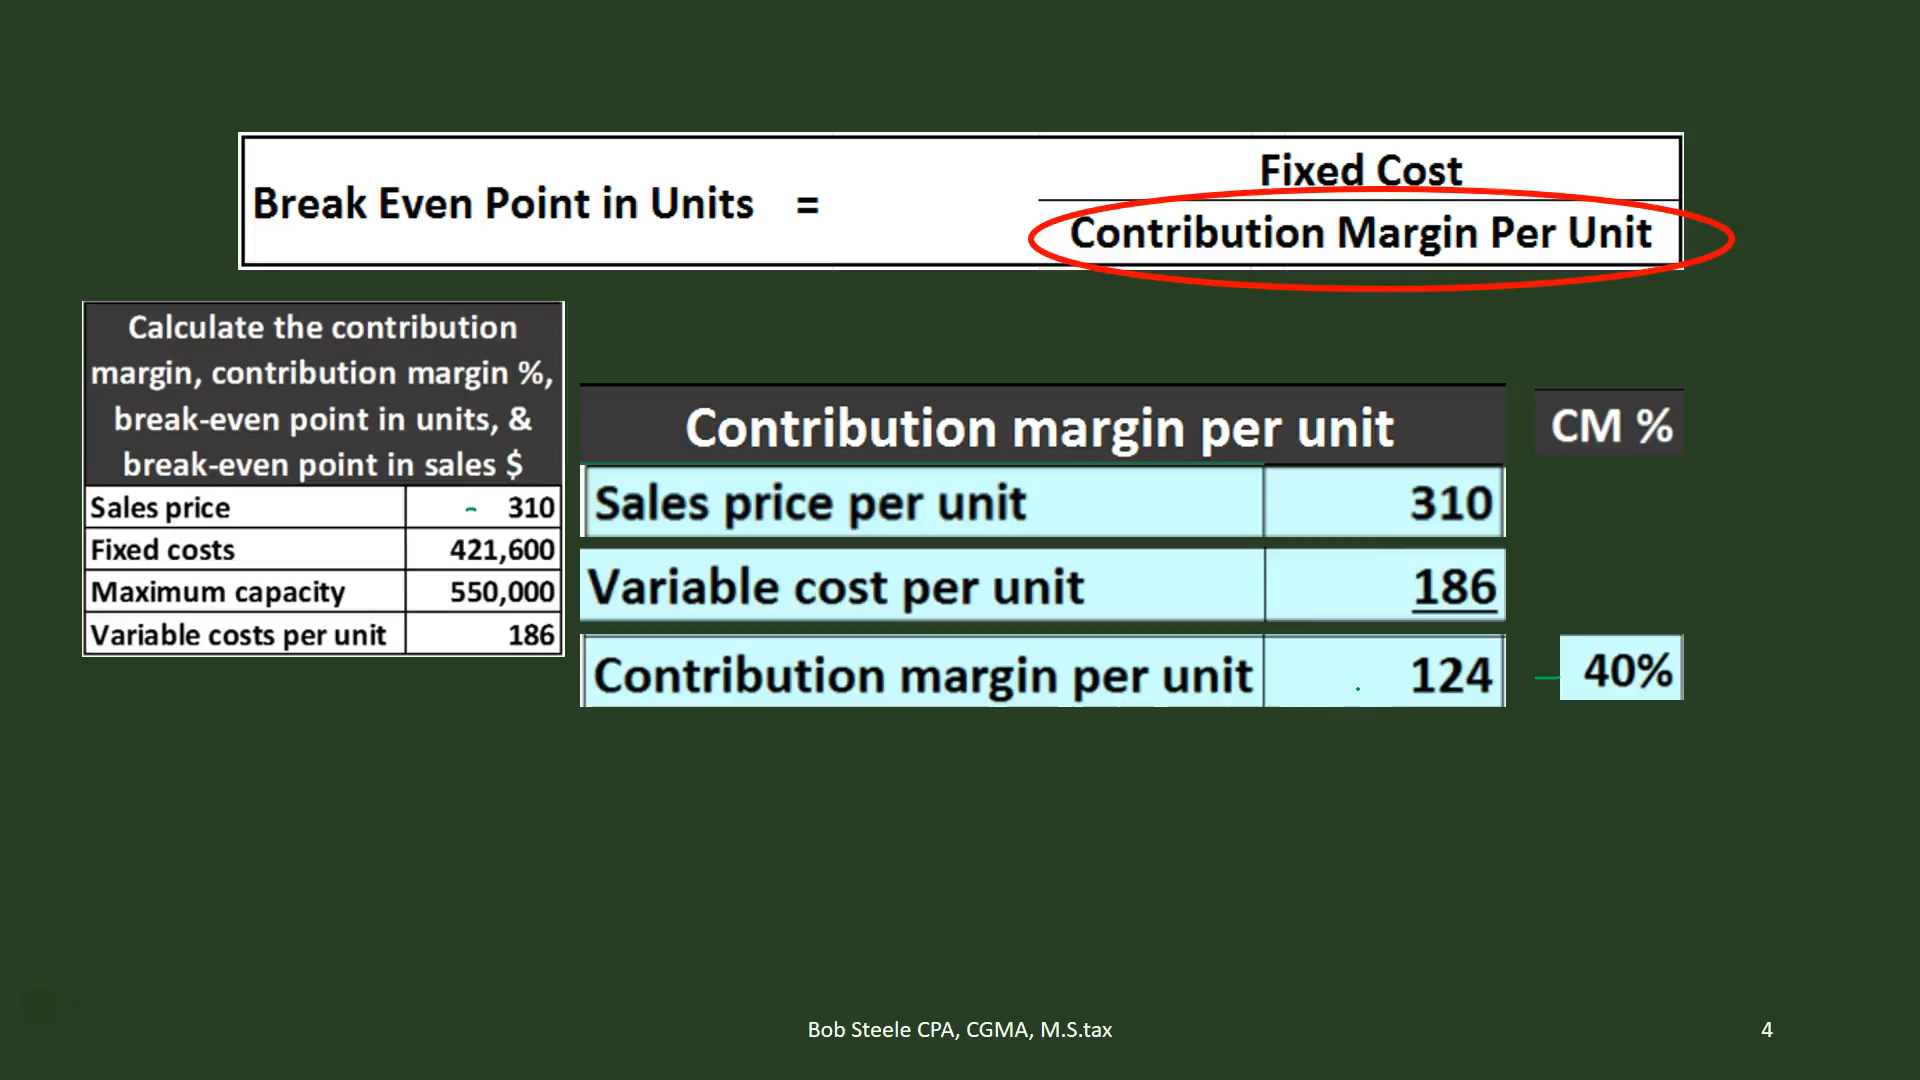 Break Even Point in Units = Fixed Cost
Contribution Margin Per Unit
Calculate the contribution
margin, contribution margin %,
break-even point in units, &
break-even point in sales $
Sales price 310
Fixed costs 421,600
Maximum capacity 550,000
Variable costs per unit 186
Contribution margin per unit CM %
Sales price per unit 310
Variable cost per unit 186
Contribution margin per unit 124 40%
Bob Steele CPA, CGMA, M.S.tax 4